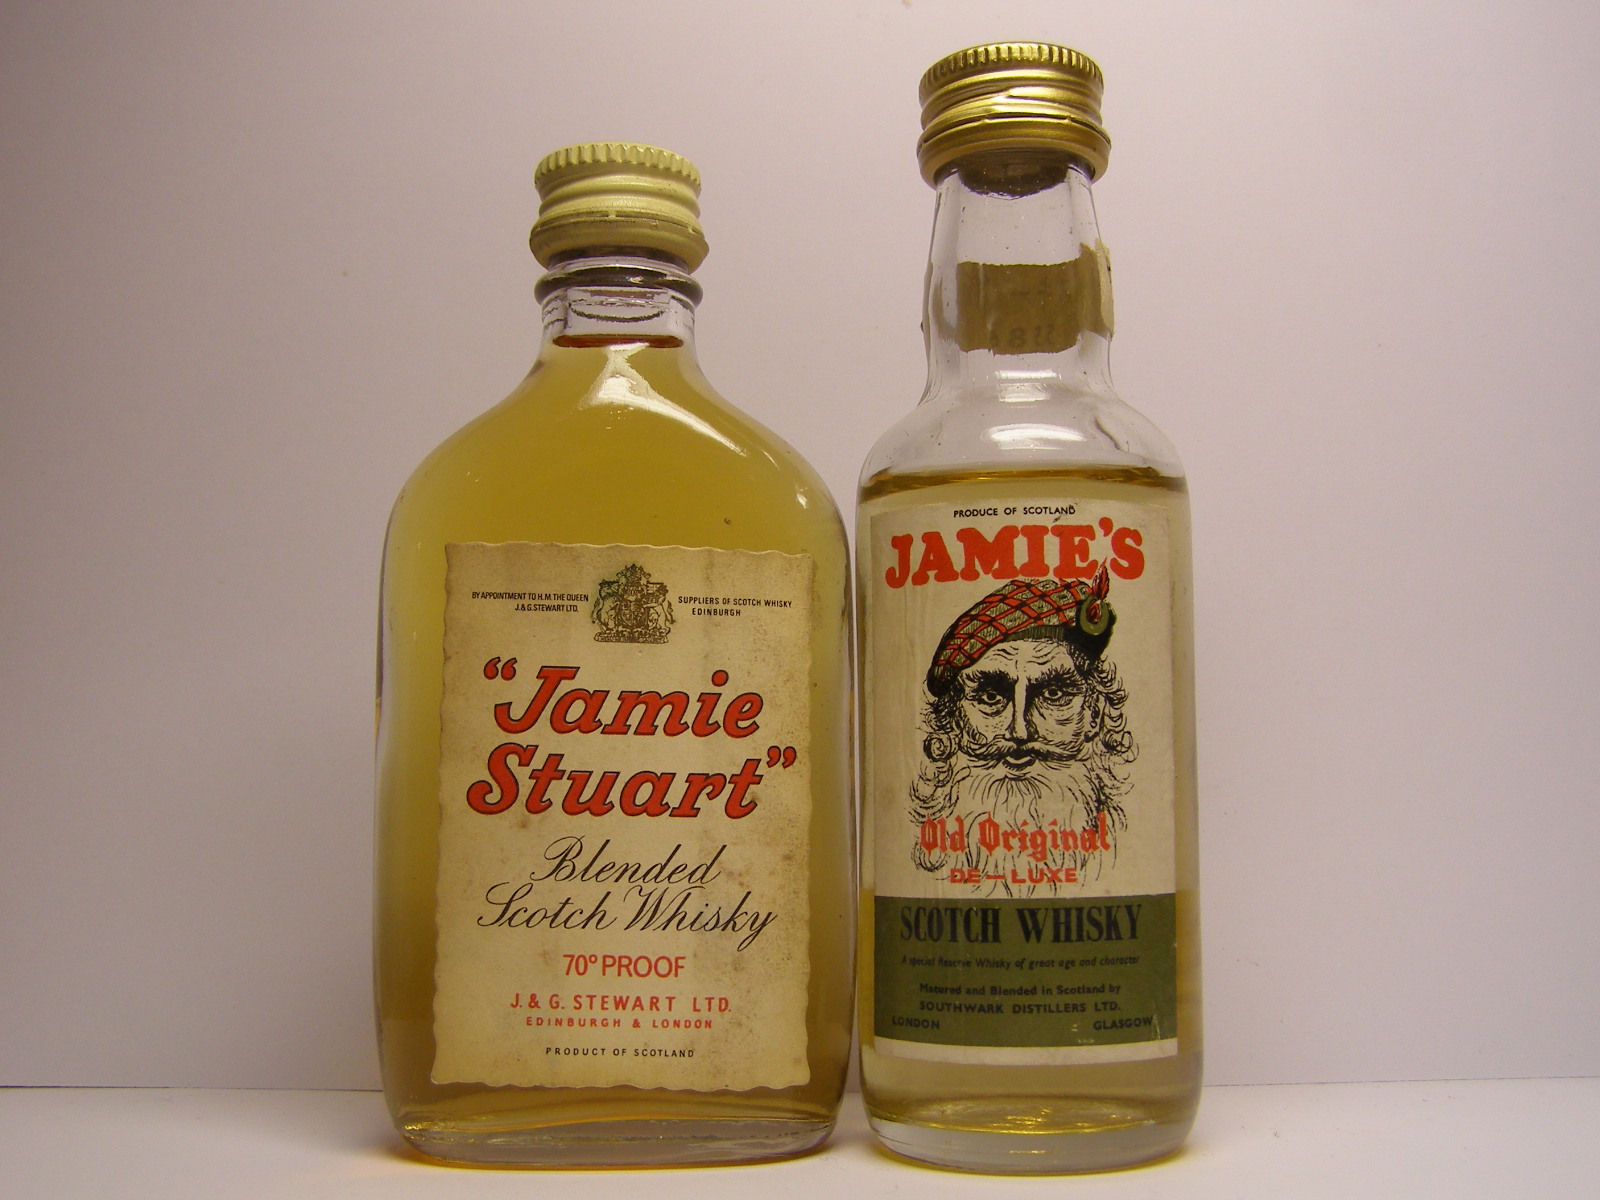 BY APPOINTMENT TO H.M. THE QUEEN
J.& G. STEWART LTD.
SUPPLIERS OF SCOTCH WHISKY
EDINBURGH
"Jamie
Stuart"
Blended
Scotch Whisky
70° PROOF
J. & G. STEWART LTD.
EDINBURGH & LONDON
PRODUCT OF SCOTLAND
PRODUCE OF SCOTLAND
JAMIE'S
Old Original
DE-LUXE
SCOTCH WHISKY
A special Reserve Whisky of great age and character
Matured and Blended in Scotland by
SOUTHWARK DISTILLERS LTD.
LONDON GLASGOW